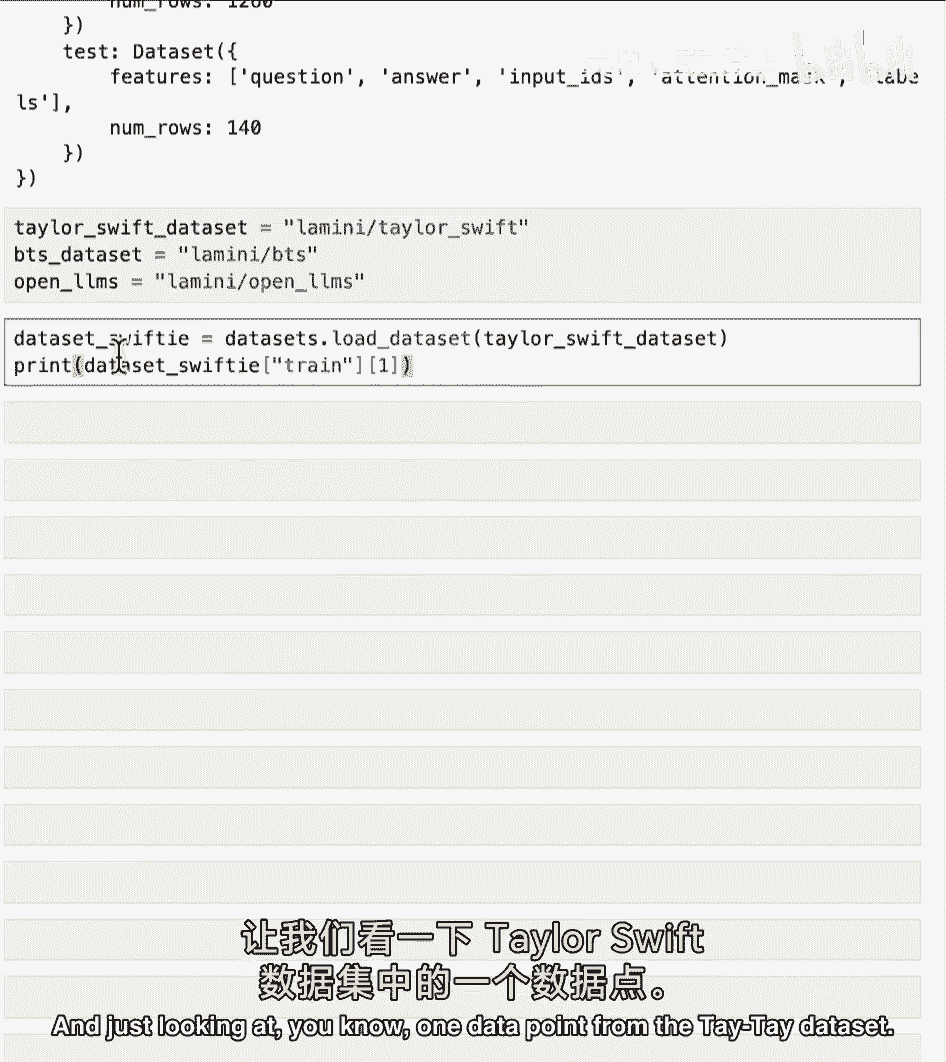 num_rows: 1260
})
test: Dataset({
features: ['question', 'answer', 'input_ids', 'attention_mask', 'labe
ls'],
num_rows: 140
})
})
taylor_swift_dataset = "lamini/taylor_swift"
bts_dataset = "lamini/bts"
open_llms = "lamini/open_llms"
dataset_swiftie = datasets.load_dataset(taylor_swift_dataset)
print(dataset_swiftie["train"][1])
让我们看一下 Taylor Swift
数据集中的一个数据点。
And just looking at, you know, one data point from the Tay-Tay dataset.